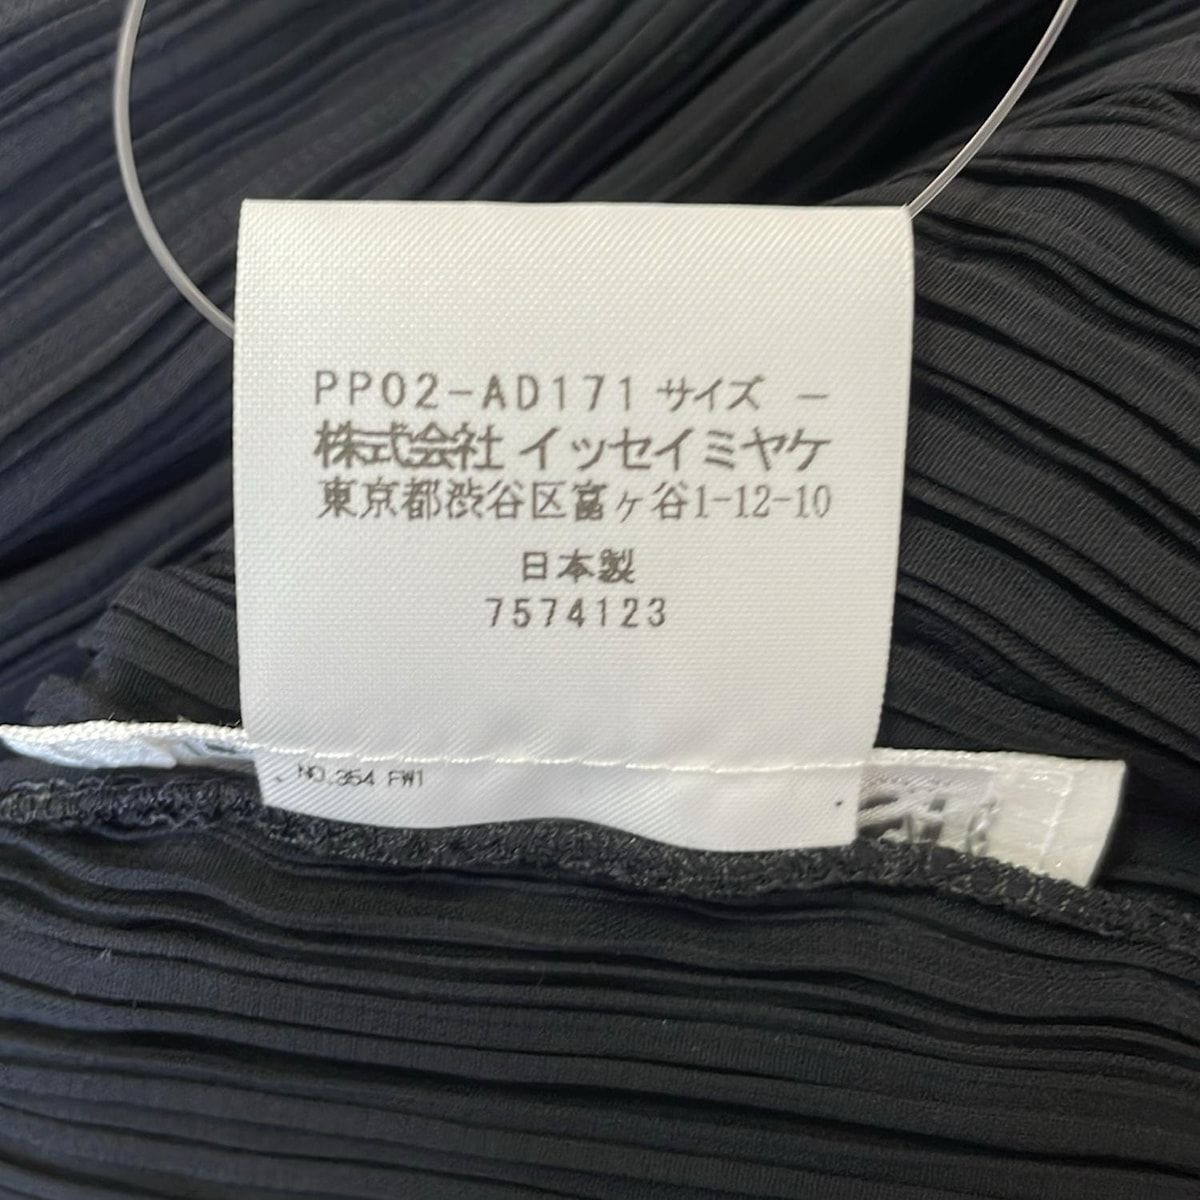 PP02-AD171 サイズ －
株式会社 イッセイミヤケ
東京都渋谷区富ヶ谷1-12-10
日本製
7574123
NO.354 FW1